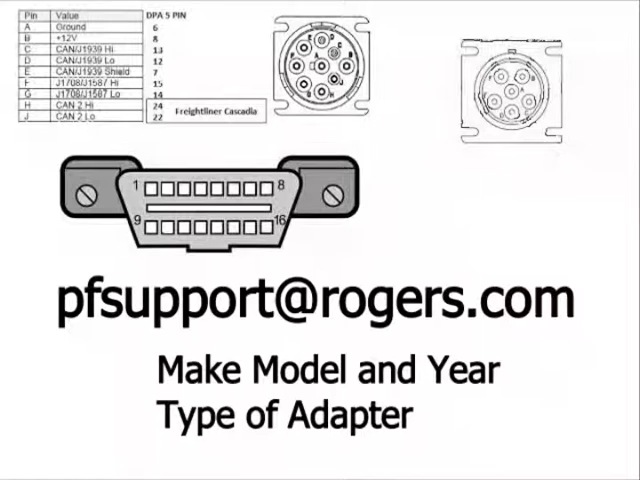 Pin Value DPA 5 PIN
A Ground 6
B +12V 8
C CAN/J1939 Hi 13
D CAN/J1939 Lo 12
E CAN/J1939 Shield 7
F J1708/J1587 Hi 15
G J1708/J1587 Lo 14
H CAN 2 Hi 24 Freightliner Cascadia
J CAN 2 Lo 22
1 8
9 16
pfsupport@rogers.com
Make Model and Year
Type of Adapter